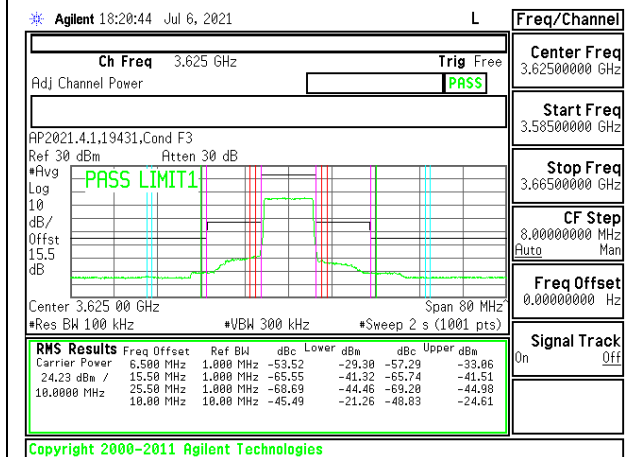 Agilent 18:20:44 Jul 6, 2021 L
Freq/Channel
Ch Freq 3.625 GHz Trig Free
Adj Channel Power PASS
Center Freq
3.62500000 GHz
Start Freq
3.58500000 GHz
Stop Freq
3.66500000 GHz
CF Step
8.00000000 MHz
Auto Man
Freq Offset
0.00000000 Hz
Signal Track
On Off
AP2021.4.1,19431,Cond F3
Ref 30 dBm Atten 30 dB
#Avg
Log
10
dB/
Offst
15.5
dB
PASS LIMIT1
Center 3.625 00 GHz Span 80 MHz^
#Res BW 100 kHz #VBW 300 kHz #Sweep 2 s (1001 pts)
RMS Results Freq Offset Ref BW dBc Lower dBm dBc Upper dBm
Carrier Power 6.500 MHz 1.000 MHz -53.52 -29.30 -57.29 -33.06
24.23 dBm / 15.50 MHz 1.000 MHz -65.55 -41.32 -65.74 -41.51
10.0000 MHz 25.50 MHz 1.000 MHz -68.69 -44.46 -69.20 -44.98
10.00 MHz 10.00 MHz -45.49 -21.26 -48.83 -24.61
Copyright 2000-2011 Agilent Technologies